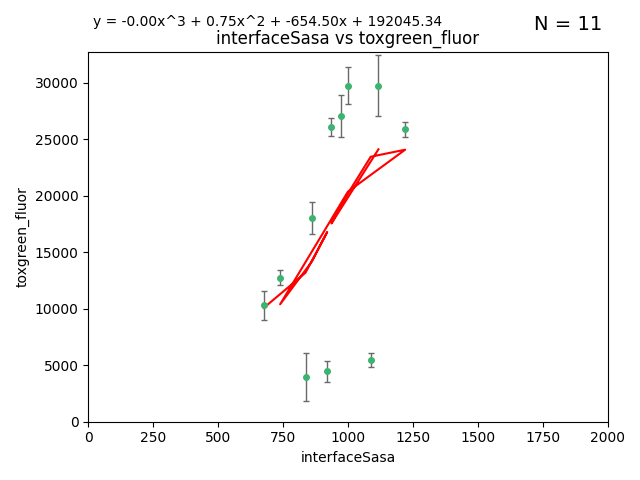 y = -0.00x^3 + 0.75x^2 + -654.50x + 192045.34
N = 11
interfaceSasa vs toxgreen_fluor
30000
25000
20000
15000
10000
5000
0
toxgreen_fluor
0 250 500 750 1000 1250 1500 1750 2000
interfaceSasa